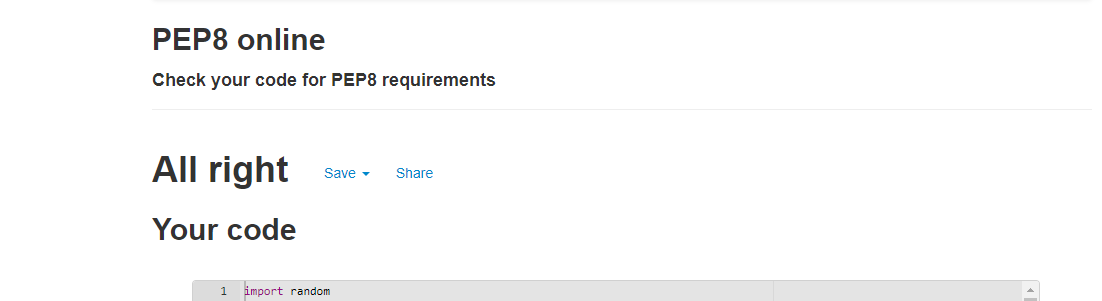 PEP8 online
Check your code for PEP8 requirements
All right Save Share
Your code
1 import random